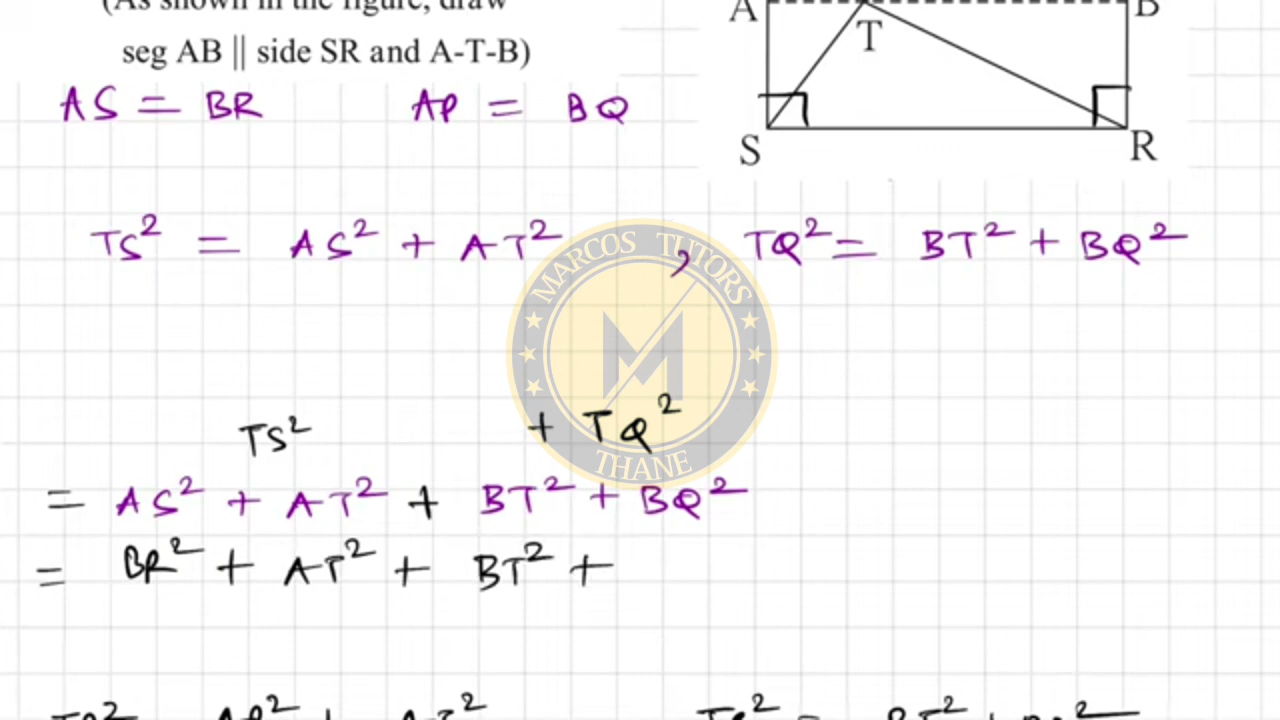 (As shown in the figure, draw
seg AB || side SR and A-T-B)
A T B
S R
AS = BR AP = BQ
TS² = AS² + AT² , TQ² = BT² + BQ²
MARCOS TUTORS
M
THANE
TS² + TQ²
= AS² + AT² + BT² + BQ²
= BR² + AT² + BT² +